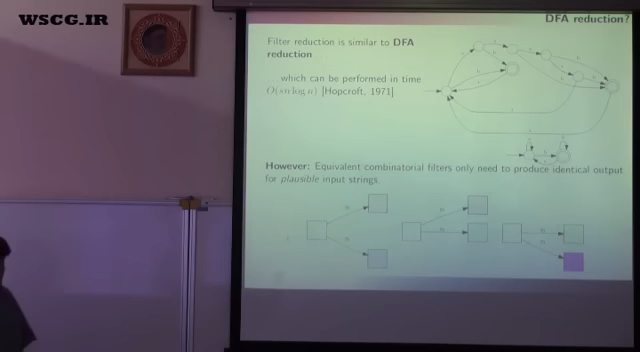 WSCG.IR
DFA reduction?
Filter reduction is similar to DFA
reduction
... which can be performed in time
O(sn log n) [Hopcroft, 1971]
However: Equivalent combinatorial filters only need to produce identical output
for plausible input strings.